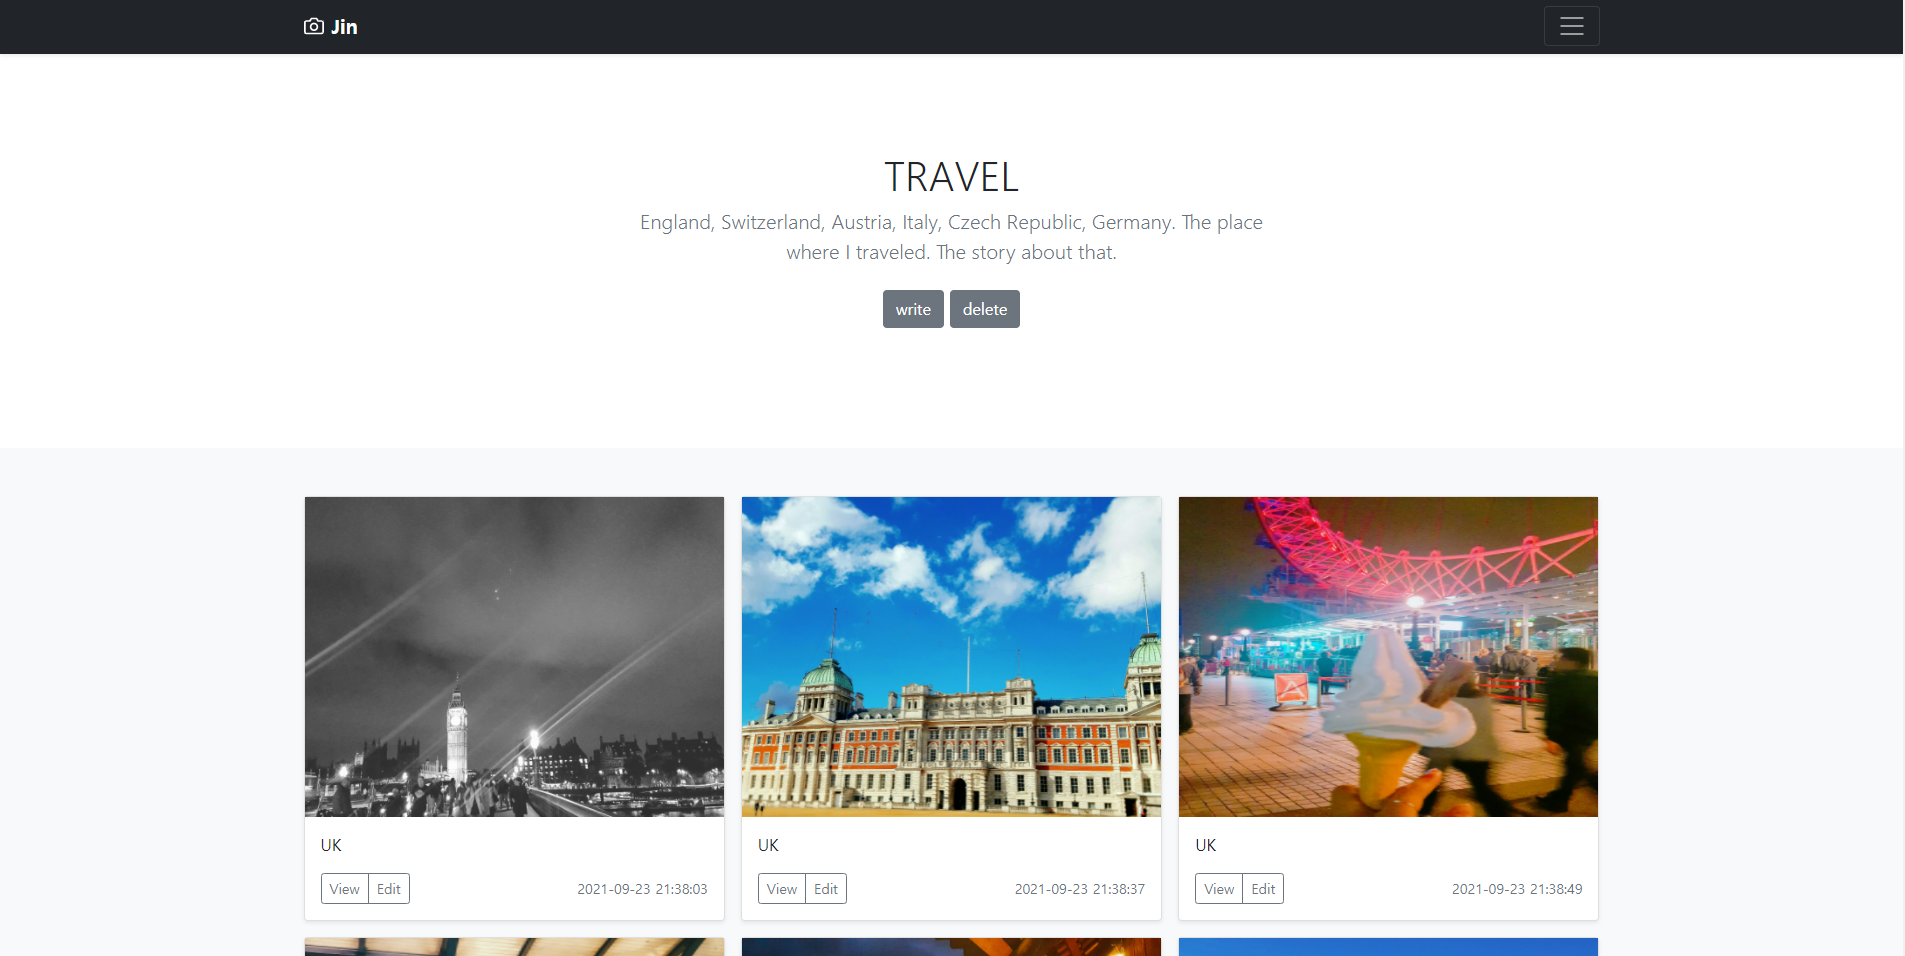 Jin
TRAVEL
England, Switzerland, Austria, Italy, Czech Republic, Germany. The place
where I traveled. The story about that.
write delete
UK
View Edit 2021-09-23 21:38:03
UK
View Edit 2021-09-23 21:38:37
UK
View Edit 2021-09-23 21:38:49